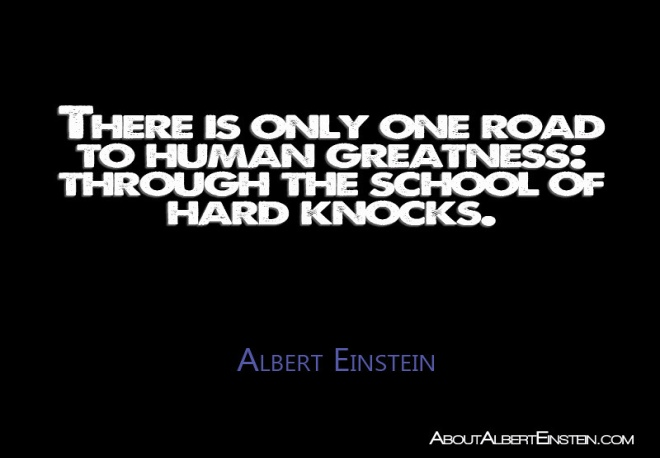 There is only one road
to human greatness:
through the school of
hard knocks.
Albert Einstein
AboutAlbertEinstein.com